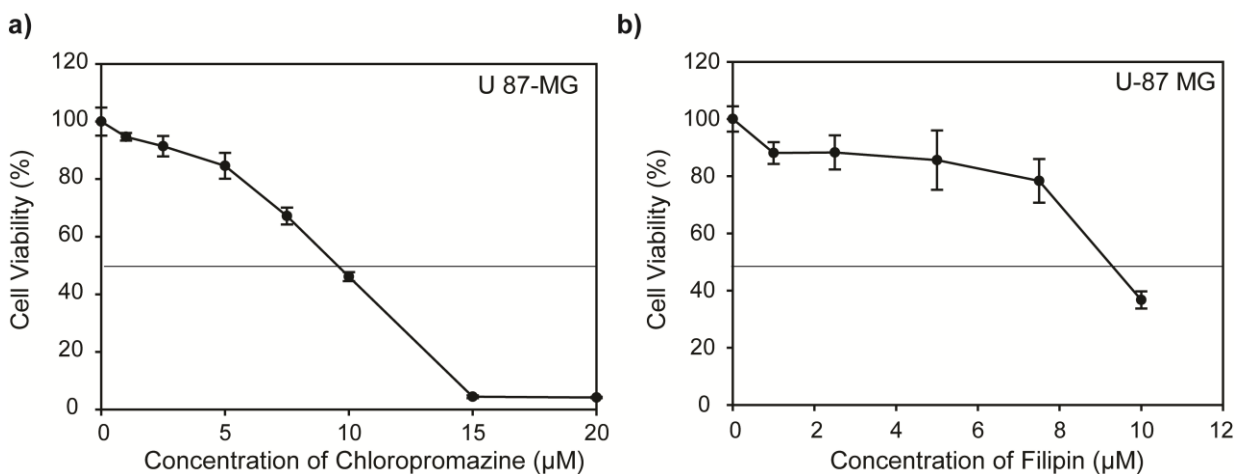 a)
U 87-MG
120
100
80
60
40
20
0
Cell Viability (%)
0 5 10 15 20
Concentration of Chloropromazine (µM)
b)
U-87 MG
120
100
80
60
40
20
0
Cell Viability (%)
0 2 4 6 8 10 12
Concentration of Filipin (µM)